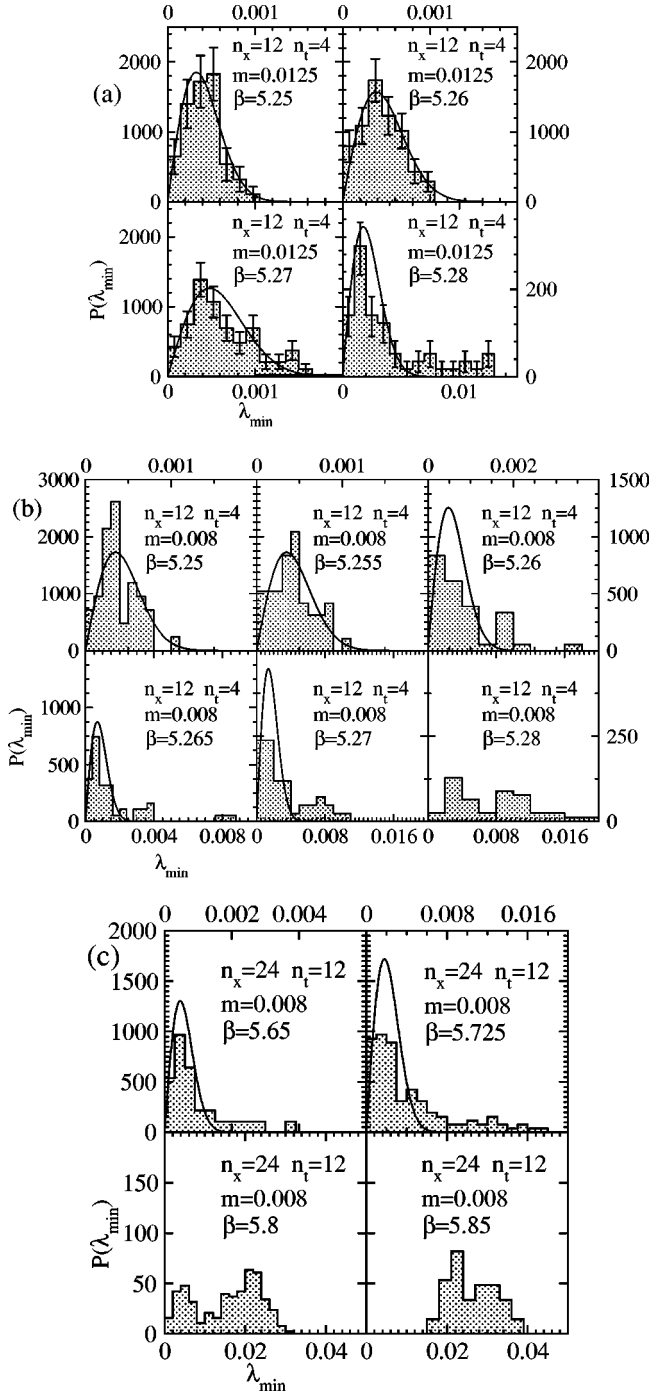 0 0.001 0 0.001
(a)
2000
1000
0
n_x=12 n_t=4
m=0.0125
β=5.25
n_x=12 n_t=4
m=0.0125
β=5.26
2000
1000
0
P(λ_min)
2000
1000
0
n_x=12 n_t=4
m=0.0125
β=5.27
n_x=12 n_t=4
m=0.0125
β=5.28
200
0
0 0.001 0 0.01
λ_min
0 0.001 0 0.001 0 0.002
(b)
3000
2000
1000
0
n_x=12 n_t=4
m=0.008
β=5.25
n_x=12 n_t=4
m=0.008
β=5.255
n_x=12 n_t=4
m=0.008
β=5.26
1500
1000
500
0
P(λ_min)
1000
500
0
n_x=12 n_t=4
m=0.008
β=5.265
n_x=12 n_t=4
m=0.008
β=5.27
n_x=12 n_t=4
m=0.008
β=5.28
250
0
0 0.004 0.008 0 0.008 0.016 0 0.008 0.016
λ_min
0 0.002 0.004 0 0.008 0.016
(c)
2000
1500
1000
500
0
n_x=24 n_t=12
m=0.008
β=5.65
n_x=24 n_t=12
m=0.008
β=5.725
P(λ_min)
150
100
50
0
n_x=24 n_t=12
m=0.008
β=5.8
n_x=24 n_t=12
m=0.008
β=5.85
0 0.02 0.04 0 0.02 0.04
λ_min